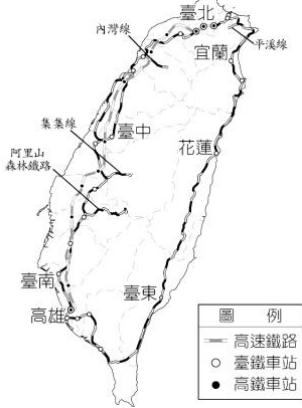 臺北
內灣線
宜蘭
平溪線
集集線
臺中
花蓮
阿里山
森林鐵路
臺南
臺東
高雄
圖例
高速鐵路
臺鐵車站
高鐵車站